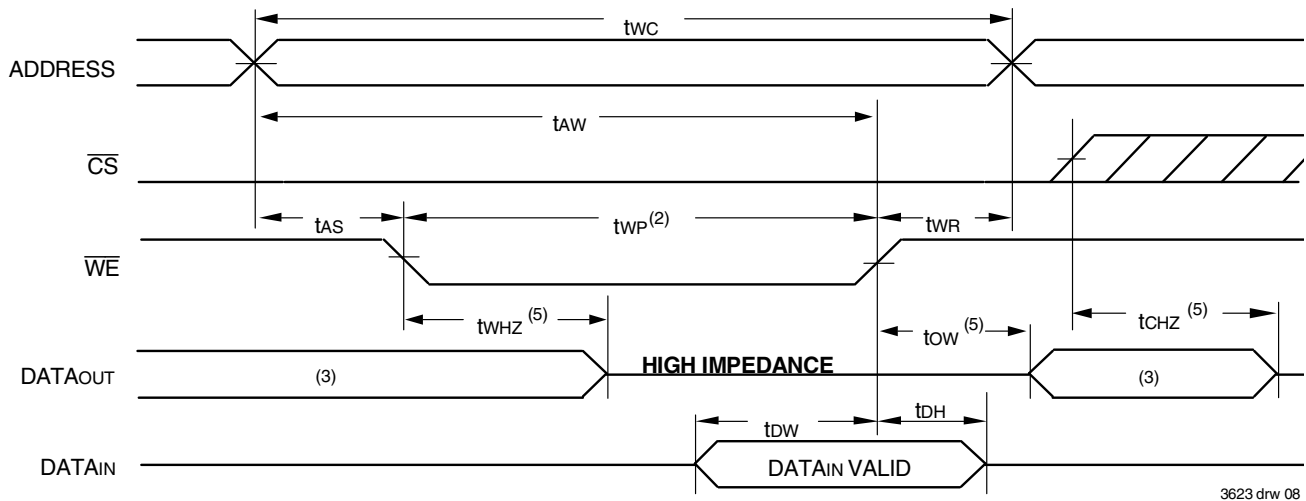 tWC
ADDRESS
tAW
CS
tAS
tWP (2)
tWR
WE
tWHZ (5)
tOW (5)
tCHZ (5)
HIGH IMPEDANCE
DATAOUT
(3)
(3)
tDW
tDH
DATAIN
DATAIN VALID
3623 drw 08